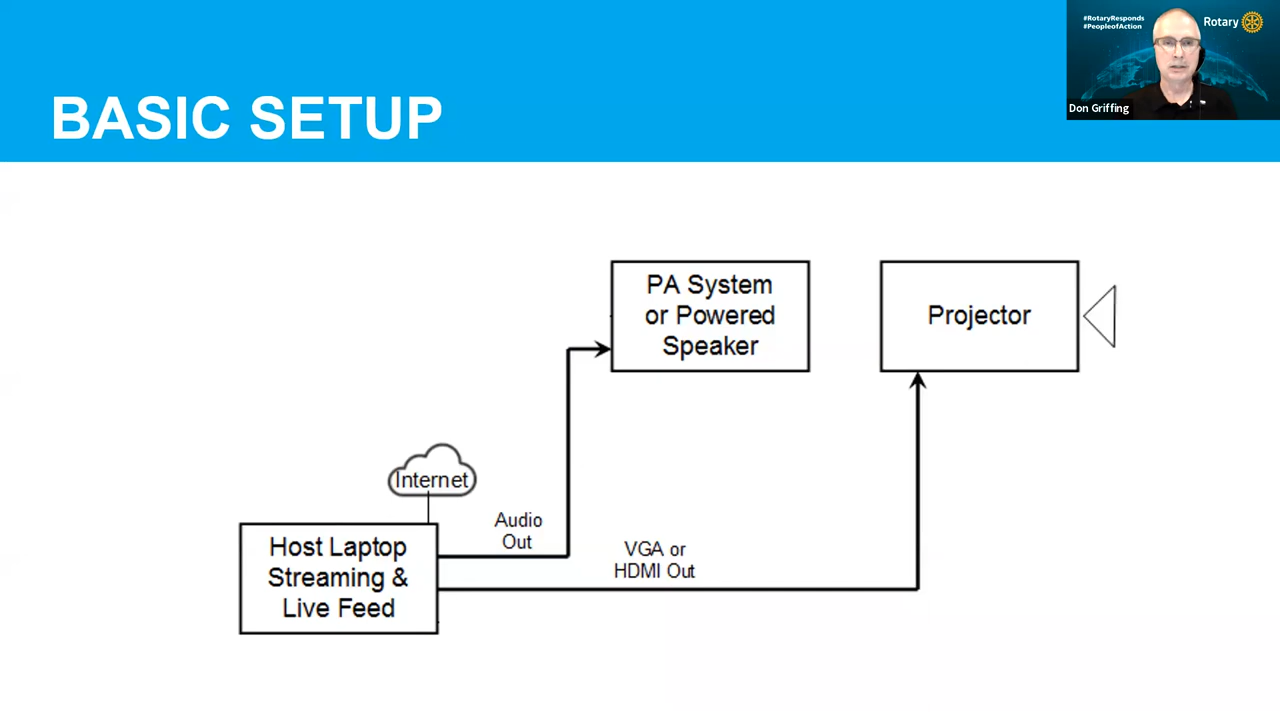 BASIC SETUP
#RotaryResponds
#PeopleofAction
Rotary
Don Griffing
PA System
or Powered
Speaker
Projector
Internet
Audio
Out
VGA or
HDMI Out
Host Laptop
Streaming &
Live Feed